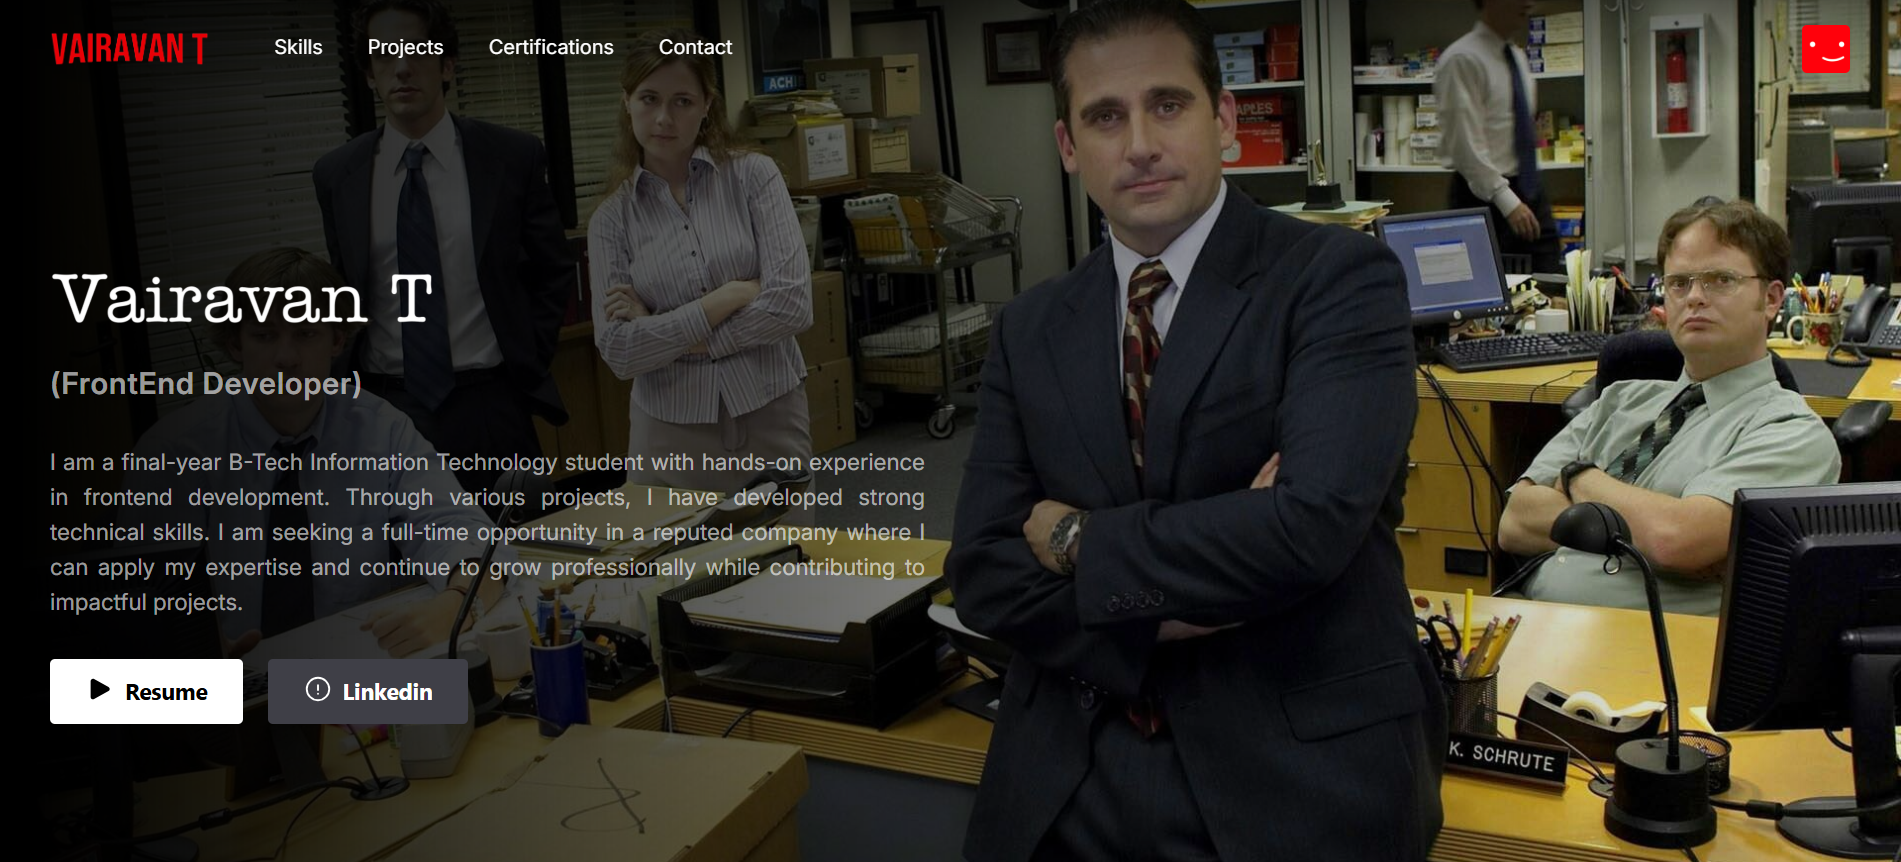 VAIRAVAN T
Skills
Projects
Certifications
Contact
ACHI
STAPLES
Vairavan T
(FrontEnd Developer)
I am a final-year B-Tech Information Technology student with hands-on experience
in frontend development. Through various projects, I have developed strong
technical skills. I am seeking a full-time opportunity in a reputed company where I
can apply my expertise and continue to grow professionally while contributing to
impactful projects.
Resume
Linkedin
K. SCHRUTE